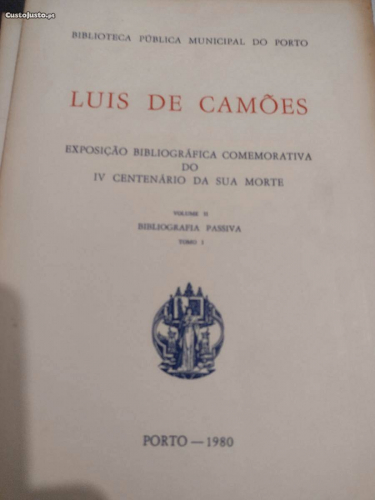 CustoJusto.pt
BIBLIOTECA PÚBLICA MUNICIPAL DO PORTO
LUIS DE CAMÕES
EXPOSIÇÃO BIBLIOGRÁFICA COMEMORATIVA
DO
IV CENTENÁRIO DA SUA MORTE
VOLUME II
BIBLIOGRAFIA PASSIVA
TOMO I
PORTO — 1980